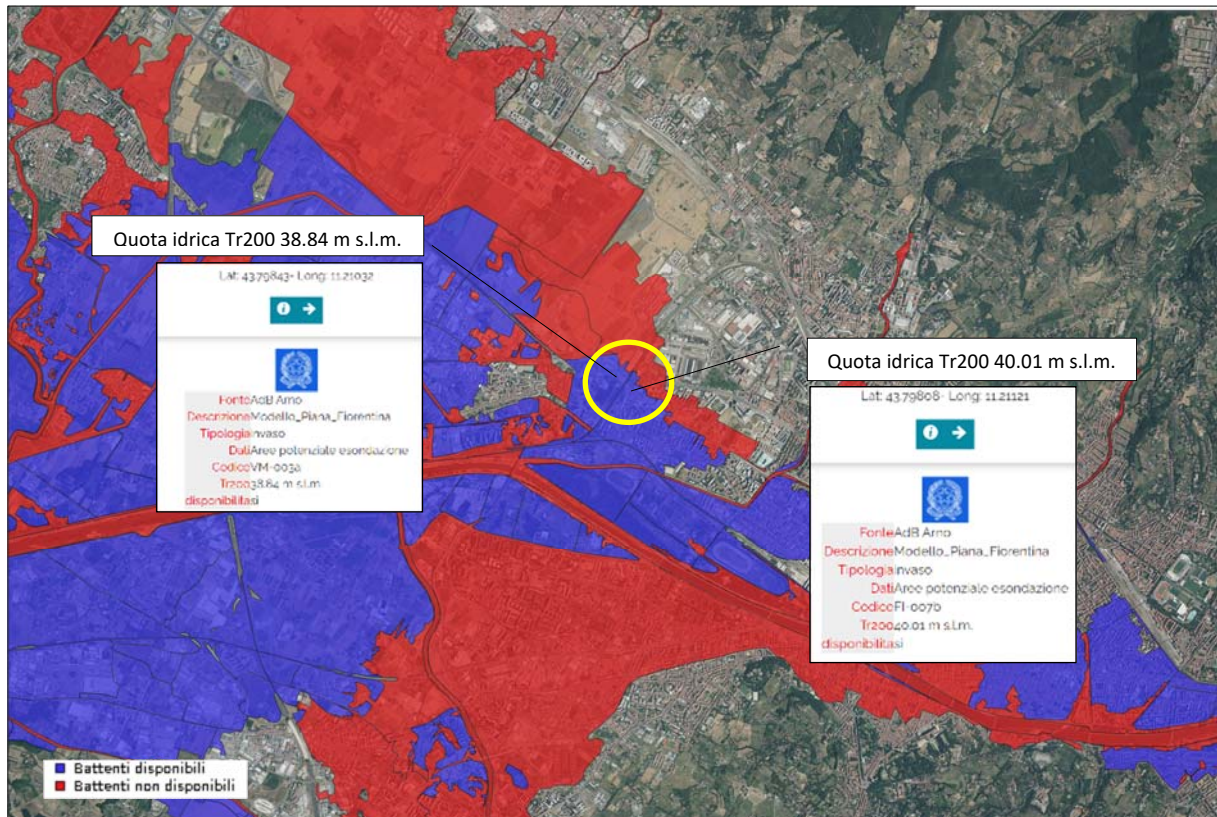 Quota idrica Tr200 38.84 m s.l.m.
Lat: 43.79843- Long: 11.21032
Fonte AdB Arno
Descrizione Modello_Piana_Fiorentina
Tipologia Invaso
Dati Aree potenziale esondazione
Codice VM-003a
Tr200 38.84 m s.l.m.
disponibilita si
Quota idrica Tr200 40.01 m s.l.m.
Lat: 43.79808- Long: 11.21121
Fonte AdB Arno
Descrizione Modello_Piana_Fiorentina
Tipologia Invaso
Dati Aree potenziale esondazione
Codice FI-007b
Tr200 40.01 m s.l.m.
disponibilita si
Battenti disponibili
Battenti non disponibili